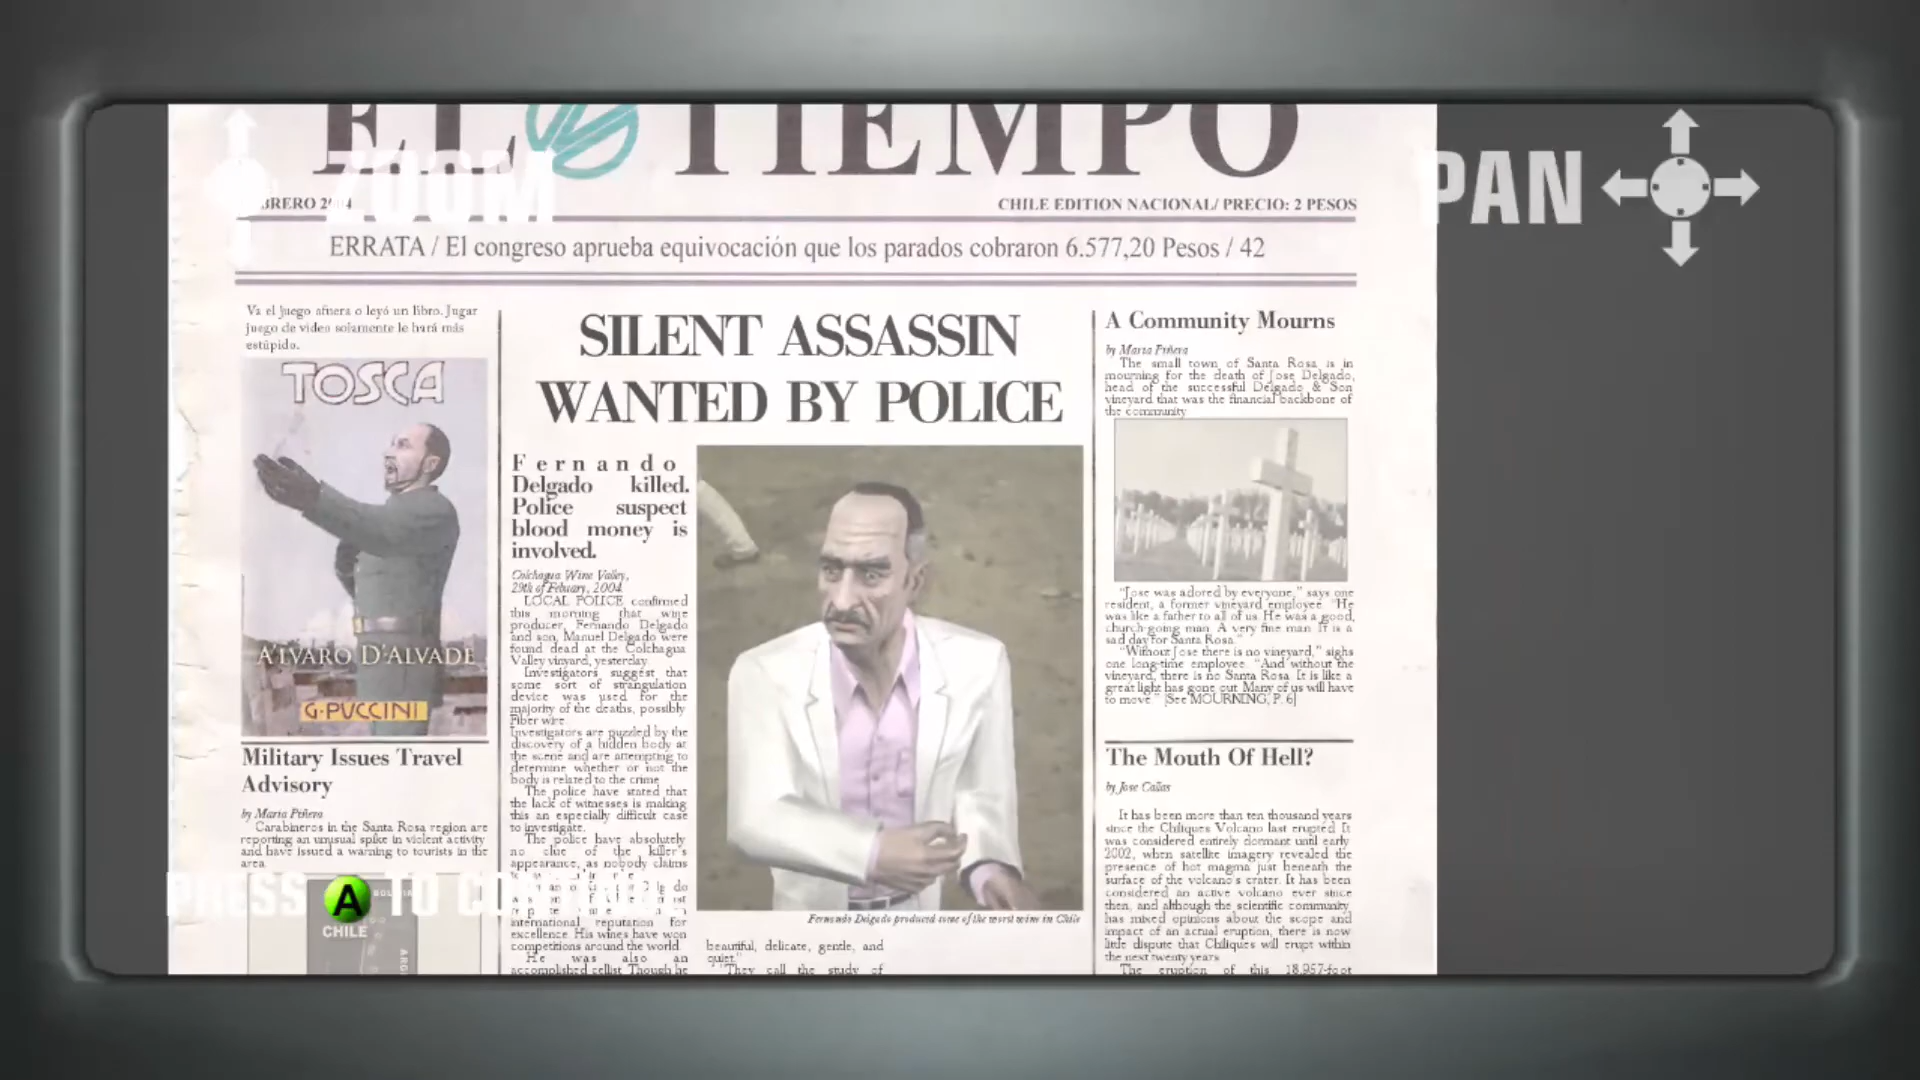 EL TIEMPO
ZOOM
PAN
CHILE EDITION NACIONAL/ PRECIO: 2 PESOS
ERRATA / El congreso aprueba equivocación que los parados cobraron 6.577,20 Pesos / 42
Va el juego afuera o leyó un libro. Jugar
juego de video solamente le hará más
estúpido.
TOSCA
ALVARO D'ALVADE
G·PUCCINI
Military Issues Travel
Advisory
by Maria Piñera
Carabineros in the Santa Rosa region are
reporting an unusual spike in violent activity
and have issued a warning to tourists in the
area.
CHILE
SILENT ASSASSIN
WANTED BY POLICE
Fernando
Delgado killed.
Police suspect
blood money is
involved.
Colchagua Wine Valley,
29th of Febuary, 2004
LOCAL POLICE confirmed
this morning that wine
producer, Fernando Delgado
and son, Manuel Delgado were
found dead at the Colchagua
Valley vinyard, yesterday
Investigators suggest that
some sort of strangulation
device was used for the
majority of the deaths, possibly
Fiber wire.
Investigators are puzzled by the
discovery of a hidden body at
the scene and are attempting to
determine whether or not the
body is related to the crime
The police have stated that
the lack of witnesses is making
this an especially difficult case
to investigate.
The police have absolutely
no clue of the killer's
appearance, as nobody claims
international reputation for
excellence. His wines have won
competitions around the world.
He was also an
accomplished cellist. Though he
Fernando Delgado produced some of the worst wine in Chile
beautiful, delicate, gentle, and
quiet."
"They call the study of
A Community Mourns
by Maria Piñera
The small town of Santa Rosa is in
mourning for the death of Jose Delgado,
head of the successful Delgado & Son
vineyard that was the financial backbone of
the community
"Jose was adored by everyone," says one
resident, a former vineyard employee. "He
was like a father to all of us. He was a good,
church-going man. A very fine man. It is a
sad day for Santa Rosa."
"Without Jose there is no vineyard," sighs
one long-time employee. "And without the
vineyard, there is no Santa Rosa. It is like a
great light has gone out. Many of us will have
to move." [See MOURNING, P. 6]
The Mouth Of Hell?
by Jose Callas
It has been more than ten thousand years
since the Chiliques Volcano last erupted. It
was considered entirely dormant until early
2002, when satellite imagery revealed the
presence of hot magma just beneath the
surface of the volcano's crater. It has been
considered an active volcano ever since
then, and although the scientific community
has mixed opinions about the scope and
impact of an actual eruption, there is now
little dispute that Chiliques will erupt within
the next twenty years
The eruption of this 18,957-foot
PRESS A TO